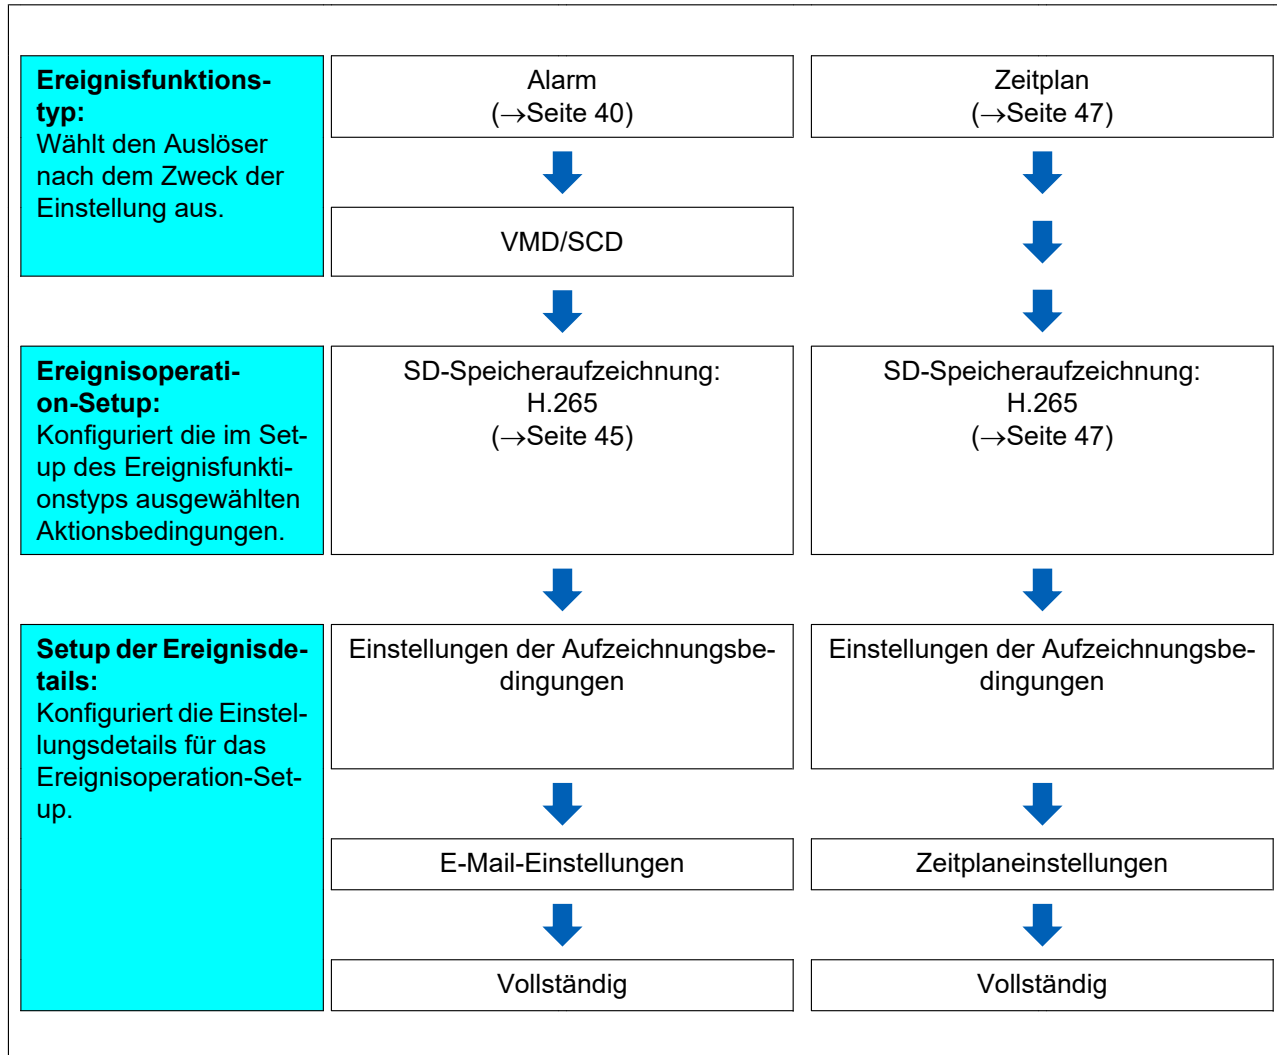 Ereignisfunktions-
typ:
Wählt den Auslöser
nach dem Zweck der
Einstellung aus.
Alarm
(→Seite 40)
Zeitplan
(→Seite 47)
VMD/SCD
Ereignisoperati-
on-Setup:
Konfiguriert die im Set-
up des Ereignisfunkti-
onstyps ausgewählten
Aktionsbedingungen.
SD-Speicheraufzeichnung:
H.265
(→Seite 45)
SD-Speicheraufzeichnung:
H.265
(→Seite 47)
Setup der Ereignisde-
tails:
Konfiguriert die Einstel-
lungsdetails für das
Ereignisoperation-Set-
up.
Einstellungen der Aufzeichnungsbe-
dingungen
Einstellungen der Aufzeichnungsbe-
dingungen
E-Mail-Einstellungen
Zeitplaneinstellungen
Vollständig
Vollständig